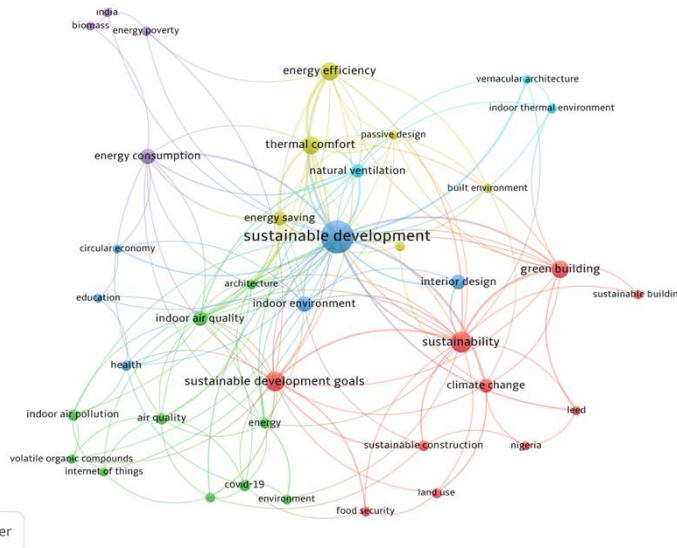 india
biomass
energy poverty
energy efficiency
vernacular architecture
indoor thermal environment
passive design
thermal comfort
energy consumption
natural ventilation
built environment
energy saving
sustainable development
circular economy
green building
architecture
interior design
sustainable buildin
education
indoor environment
indoor air quality
sustainability
health
sustainable development goals
climate change
indoor air pollution
air quality
leed
energy
sustainable construction
nigeria
volatile organic compounds
internet of things
covid-19
land use
environment
food security
er